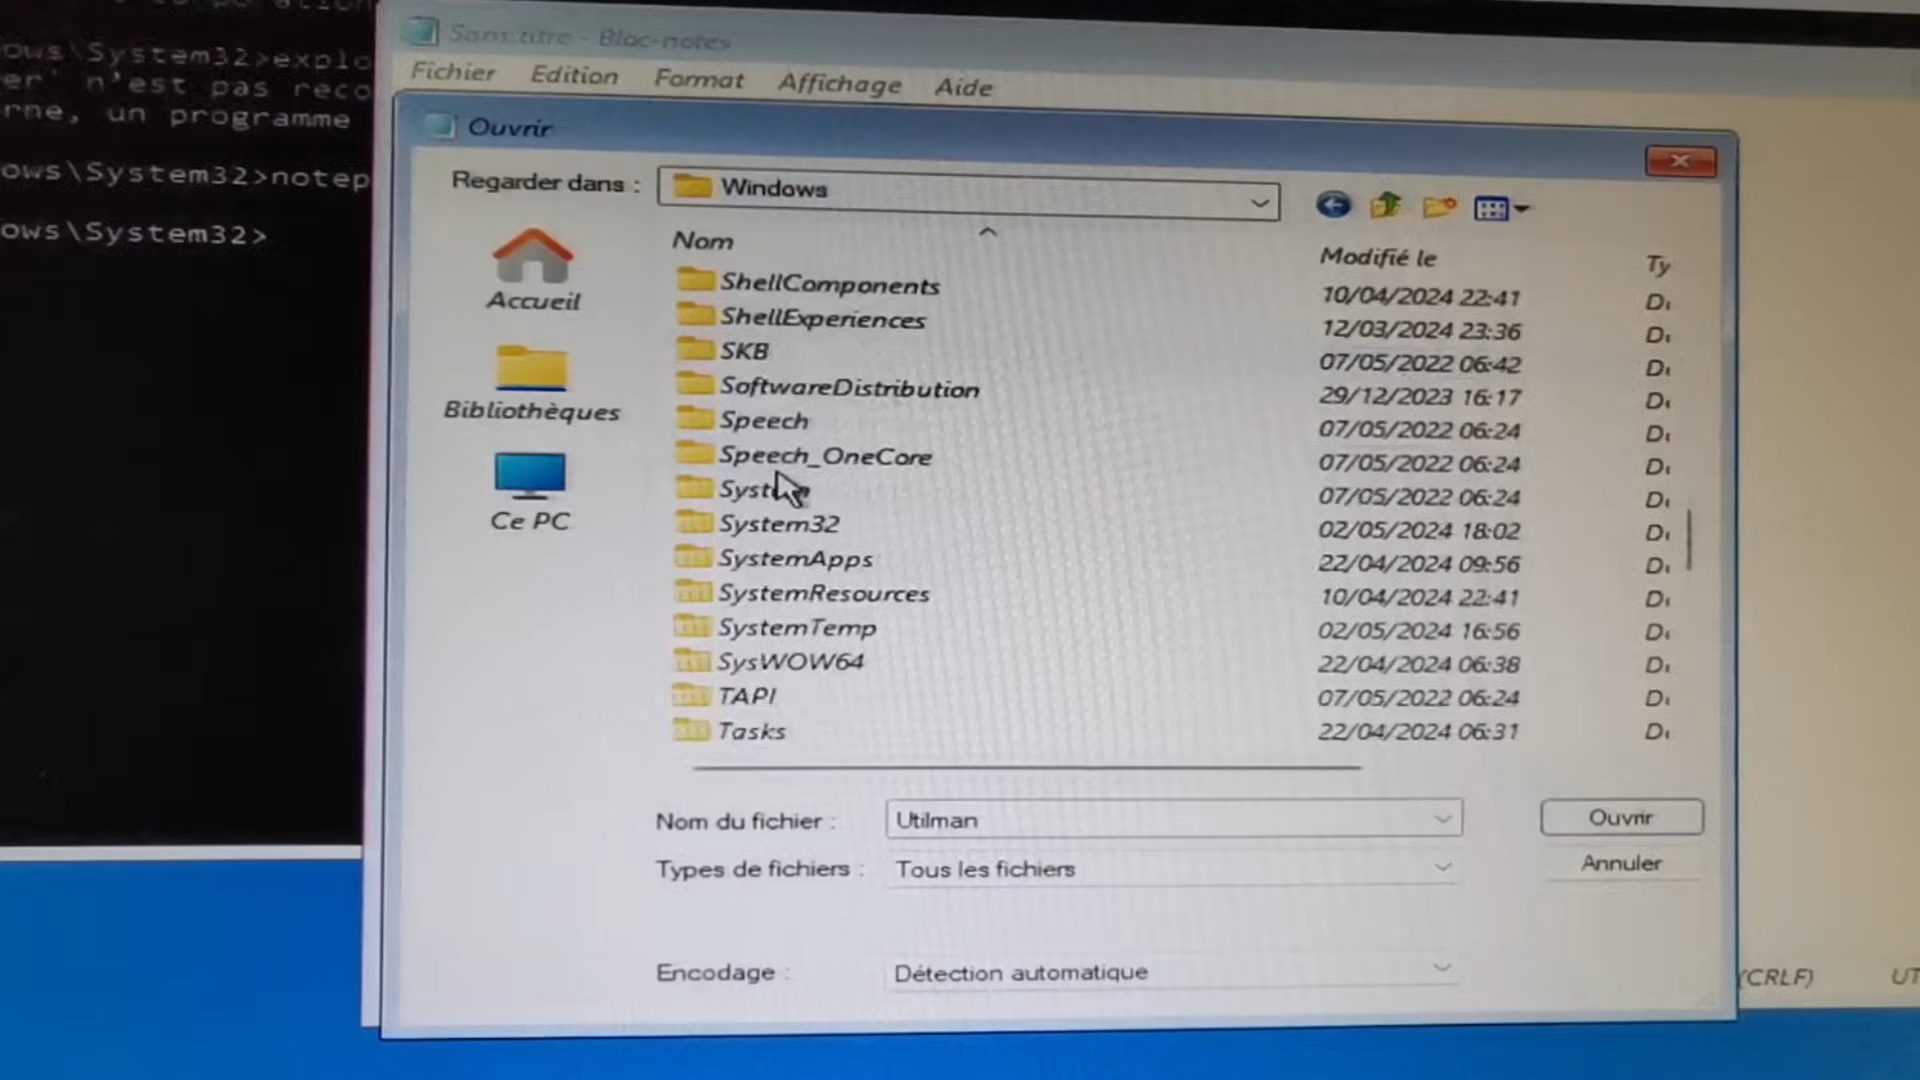 ows\System32>explo
er' n'est pas reco
rne, un programme
ows\System32>notep
ows\System32>
Sans titre - Bloc-notes
Fichier Edition Format Affichage Aide
Ouvrir
Regarder dans : Windows
Accueil
Bibliothèques
Ce PC
Nom Modifié le Ty
ShellComponents 10/04/2024 22:41
ShellExperiences 12/03/2024 23:36
SKB 07/05/2022 06:42
SoftwareDistribution 29/12/2023 16:17
Speech 07/05/2022 06:24
Speech_OneCore 07/05/2022 06:24
System 07/05/2022 06:24
System32 02/05/2024 18:02
SystemApps 22/04/2024 09:56
SystemResources 10/04/2024 22:41
SystemTemp 02/05/2024 16:56
SysWOW64 22/04/2024 06:38
TAPI 07/05/2022 06:24
Tasks 22/04/2024 06:31
Nom du fichier : Utilman Ouvrir
Types de fichiers : Tous les fichiers Annuler
Encodage : Détection automatique
(CRLF) UT